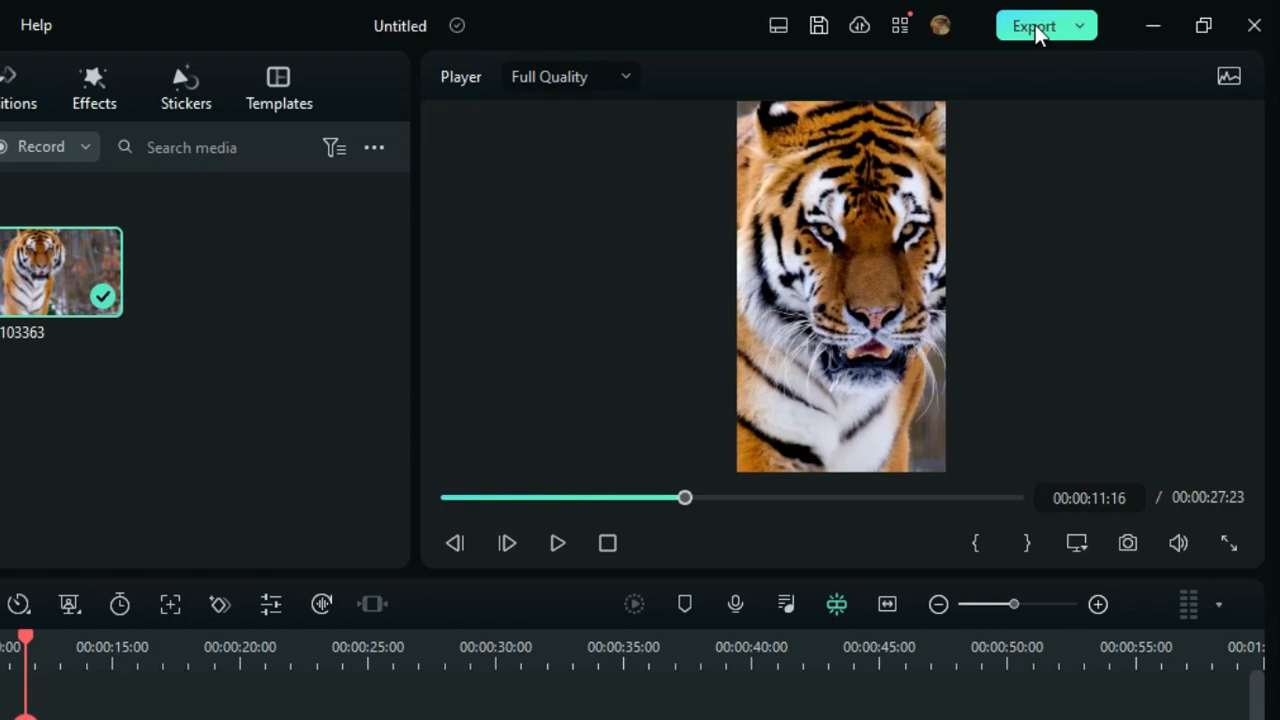 Help
Untitled
Export
Player
Full Quality
itions
Effects
Stickers
Templates
Record
Search media
103363
00:00:11:16 / 00:00:27:23
:00 00:00:15:00 00:00:20:00 00:00:25:00 00:00:30:00 00:00:35:00 00:00:40:00 00:00:45:00 00:00:50:00 00:00:55:00 00:01: